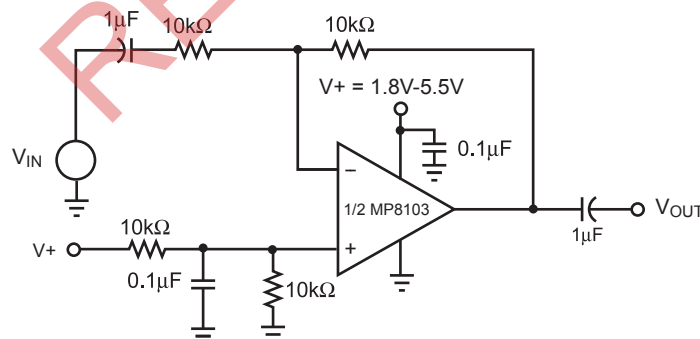 1µF
10kΩ
10kΩ
V+ = 1.8V-5.5V
0.1µF
VIN
−
1/2 MP8103
+
VOUT
1µF
10kΩ
V+
0.1µF
10kΩ
RE